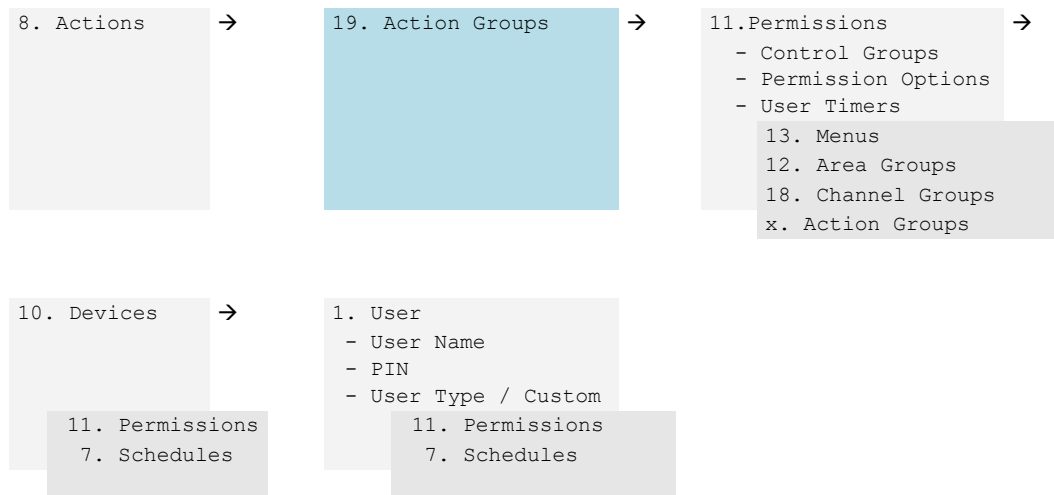 8. Actions → 19. Action Groups → 11.Permissions →
- Control Groups
- Permission Options
- User Timers
13. Menus
12. Area Groups
18. Channel Groups
x. Action Groups
10. Devices → 1. User
- User Name
- PIN
- User Type / Custom
11. Permissions 11. Permissions
7. Schedules 7. Schedules